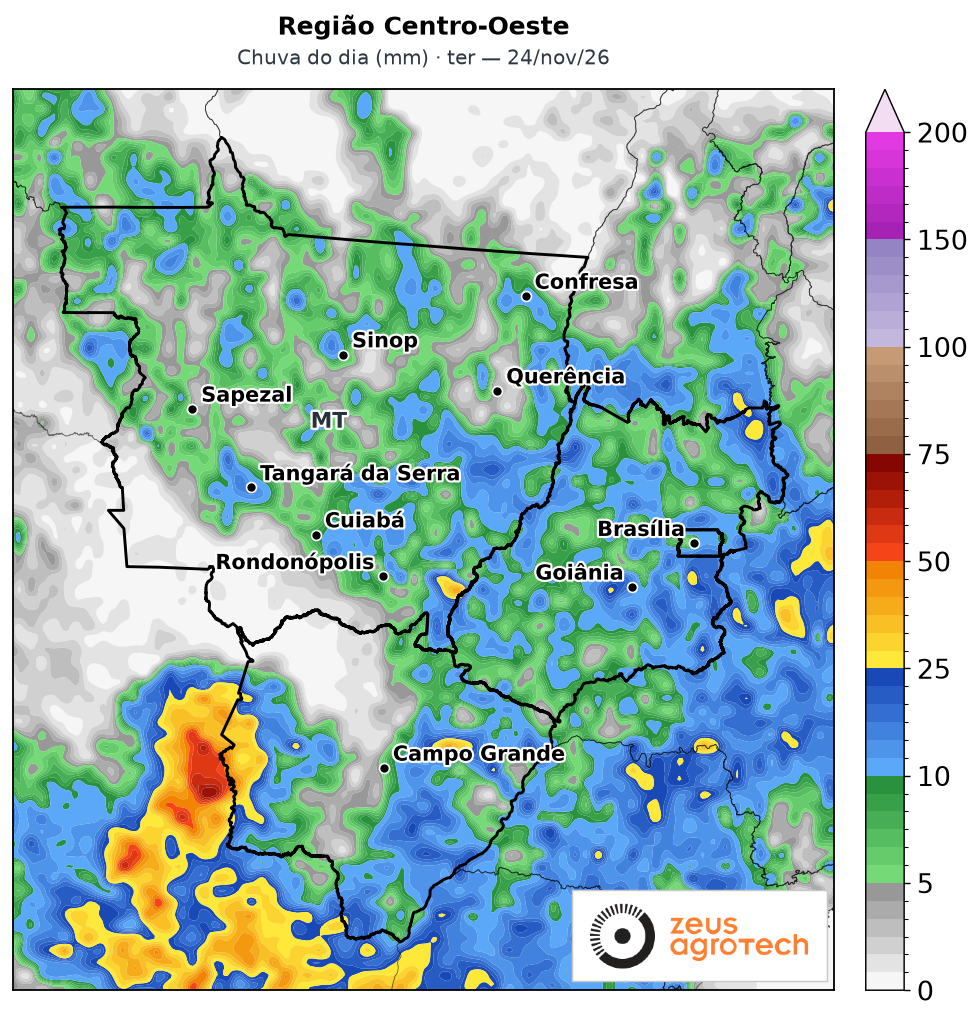 Região Centro-Oeste
Chuva do dia (mm) · ter — 24/nov/26
200
150
100
75
50
25
10
5
0
Confresa
Sinop
Querência
Sapezal
MT
Tangará da Serra
Cuiabá
Brasília
Rondonópolis
Goiânia
Campo Grande
zeus
agrotech